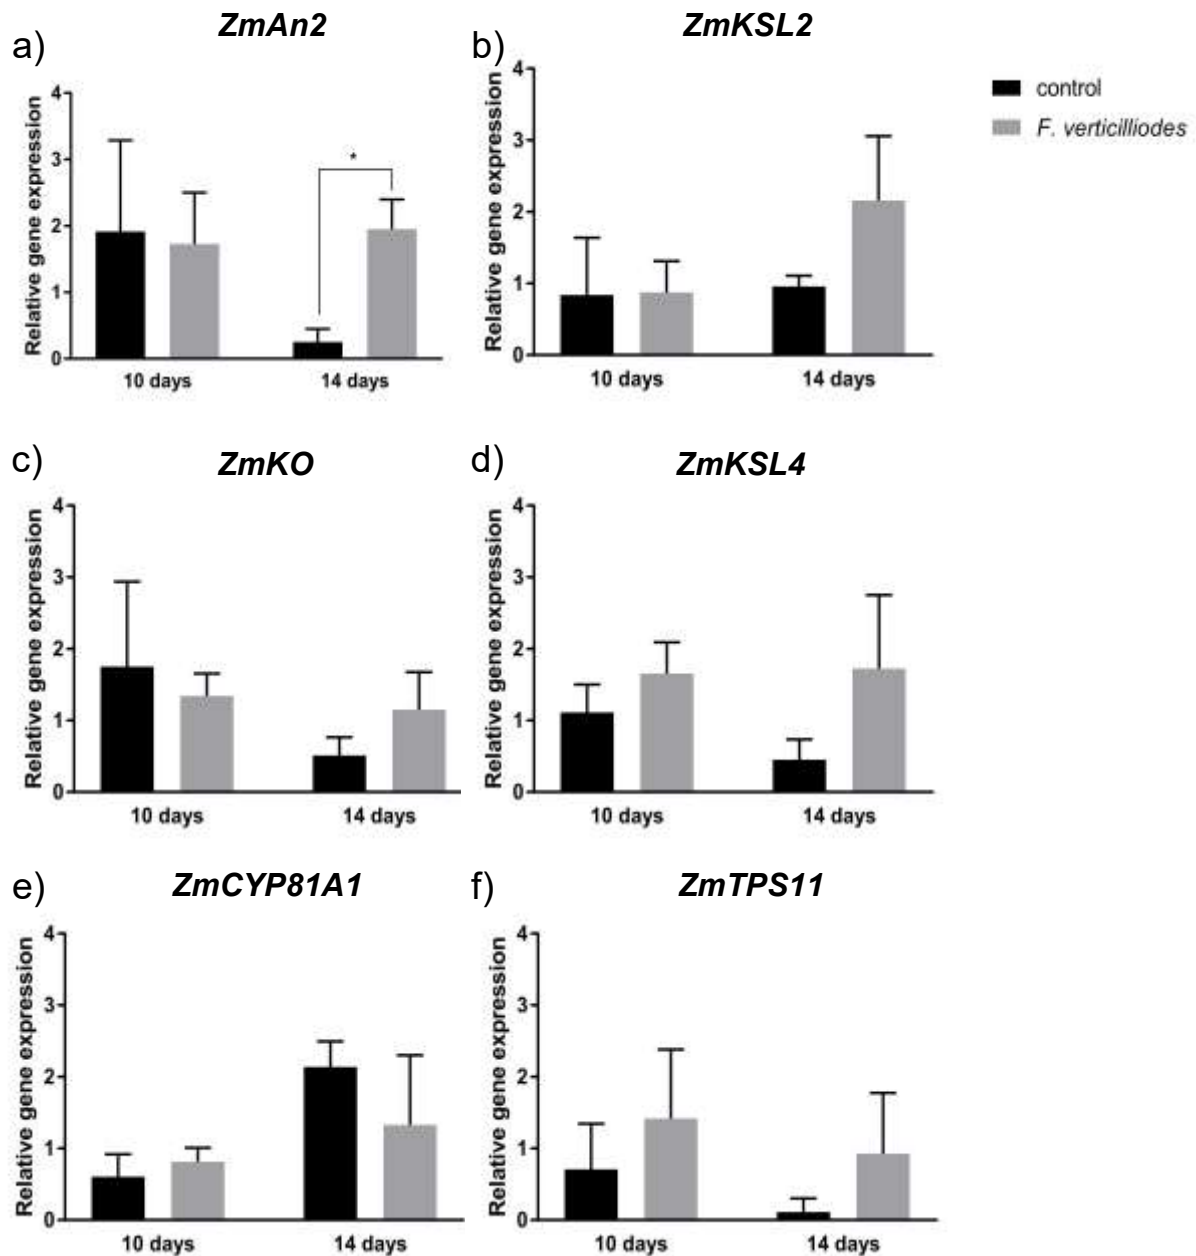 a)
ZmAn2
Relative gene expression
4
3
2
1
0
*
10 days
14 days
b)
ZmKSL2
Relative gene expression
4
3
2
1
0
10 days
14 days
control
F. verticilliodes
c)
ZmKO
Relative gene expression
4
3
2
1
0
10 days
14 days
d)
ZmKSL4
Relative gene expression
4
3
2
1
0
10 days
14 days
e)
ZmCYP81A1
Relative gene expression
4
3
2
1
0
10 days
14 days
f)
ZmTPS11
Relative gene expression
4
3
2
1
0
10 days
14 days